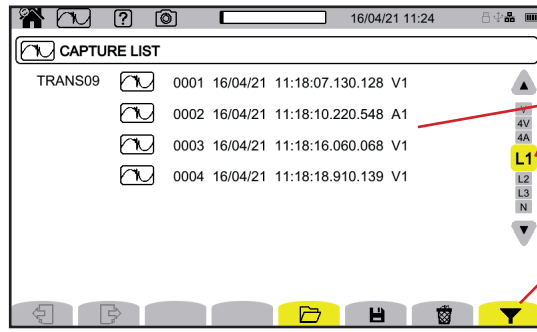 ? 16/04/21 11:24
CAPTURE LIST
TRANS09 0001 16/04/21 11:18:07.130.128 V1
0002 16/04/21 11:18:10.220.548 A1
0003 16/04/21 11:18:16.060.068 V1
0004 16/04/21 11:18:18.910.139 V1
V
4V
4A
L1
L2
L3
N